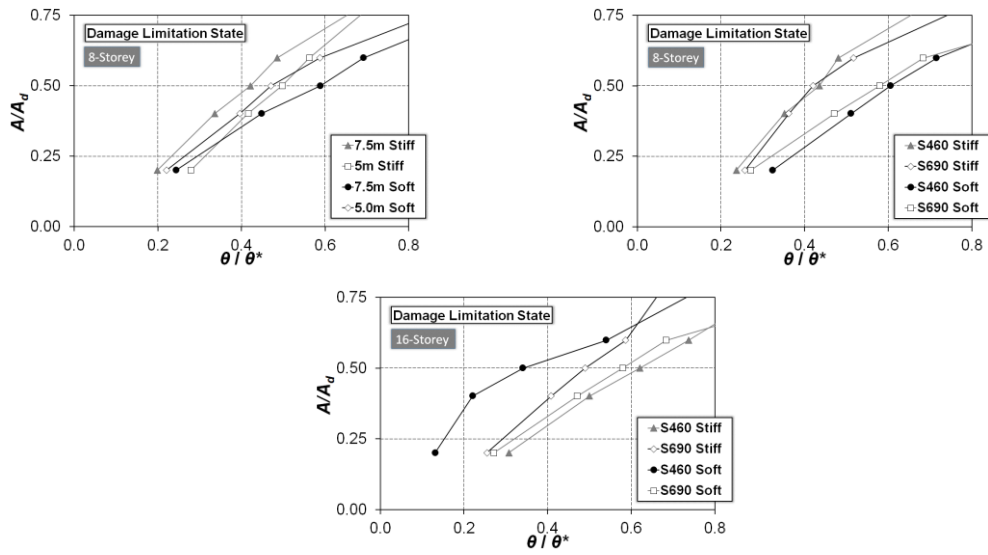 Damage Limitation State
8-Storey
A/A_d
0.75
0.50
0.25
0.00
7.5m Stiff
5m Stiff
7.5m Soft
5.0m Soft
0.0 0.2 0.4 0.6 0.8
θ / θ*
Damage Limitation State
8-Storey
A/A_d
0.75
0.50
0.25
0.00
S460 Stiff
S690 Stiff
S460 Soft
S690 Soft
0.0 0.2 0.4 0.6 0.8
θ / θ*
Damage Limitation State
16-Storey
A/A_d
0.75
0.50
0.25
0.00
S460 Stiff
S690 Stiff
S460 Soft
S690 Soft
0.0 0.2 0.4 0.6 0.8
θ / θ*